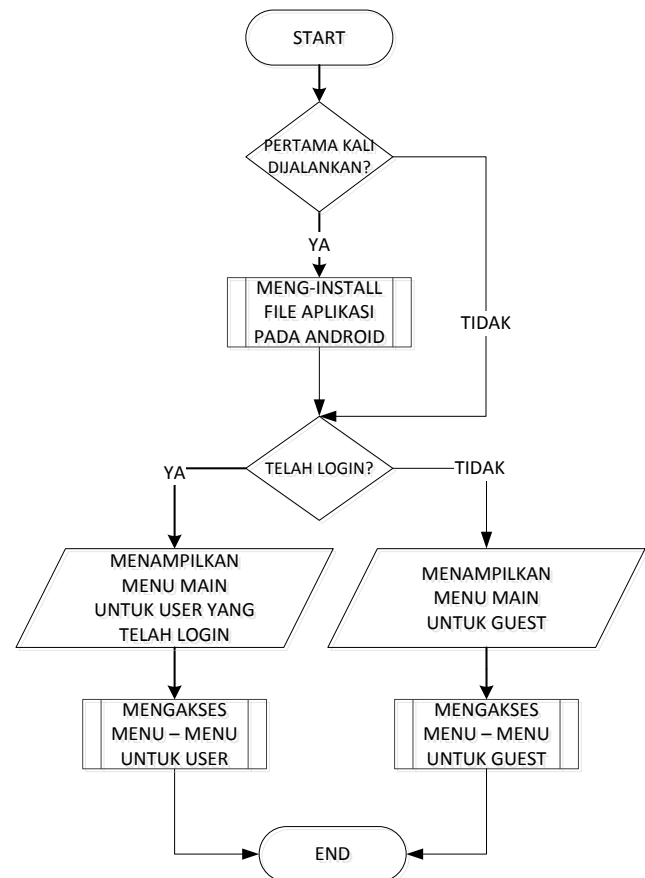 START
PERTAMA KALI
DIJALANKAN?
YA
MENG-INSTALL
FILE APLIKASI
PADA ANDROID
TIDAK
TELAH LOGIN?
YA
TIDAK
MENAMPILKAN
MENU MAIN
UNTUK USER YANG
TELAH LOGIN
MENAMPILKAN
MENU MAIN
UNTUK GUEST
MENGAKSES
MENU – MENU
UNTUK USER
MENGAKSES
MENU – MENU
UNTUK GUEST
END